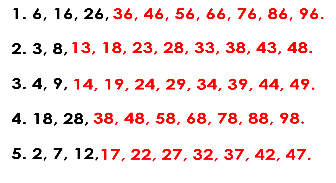 1. 6, 16, 26, 36, 46, 56, 66, 76, 86, 96.
2. 3, 8, 13, 18, 23, 28, 33, 38, 43, 48.
3. 4, 9, 14, 19, 24, 29, 34, 39, 44, 49.
4. 18, 28, 38, 48, 58, 68, 78, 88, 98.
5. 2, 7, 12, 17, 22, 27, 32, 37, 42, 47.